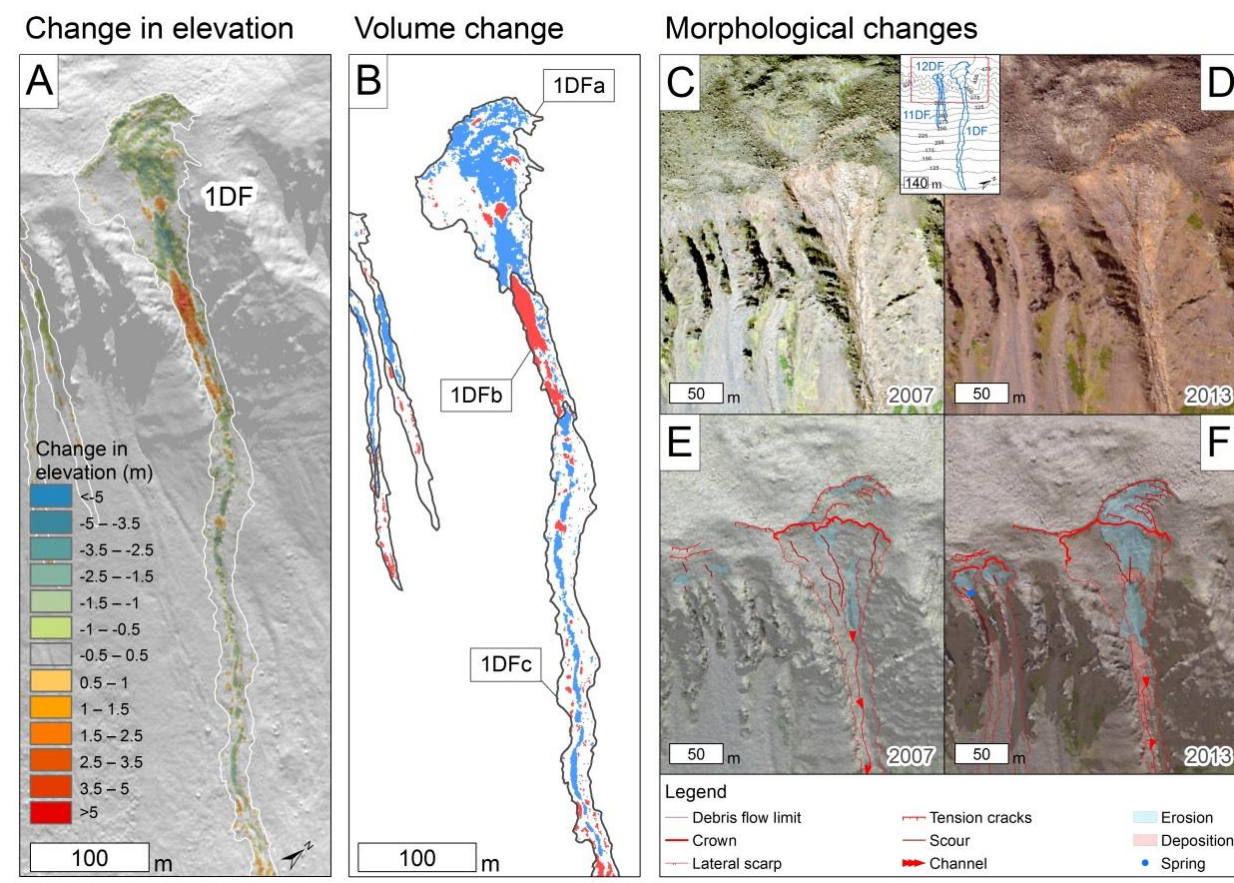 Change in elevation
Volume change
Morphological changes
A
1DF
Change in
elevation (m)
<-5
-5 – -3.5
-3.5 – -2.5
-2.5 – -1.5
-1.5 – -1
-1 – -0.5
-0.5 – 0.5
0.5 – 1
1 – 1.5
1.5 – 2.5
2.5 – 3.5
3.5 – 5
>5
100 m
z
B
1DFa
1DFb
1DFc
100 m
C
50 m
2007
12DF
11DF
1DF
225
175
125
140 m
D
50 m
2013
E
50 m
2007
F
50 m
2013
Legend
Debris flow limit
Crown
Lateral scarp
Tension cracks
Scour
Channel
Erosion
Deposition
Spring